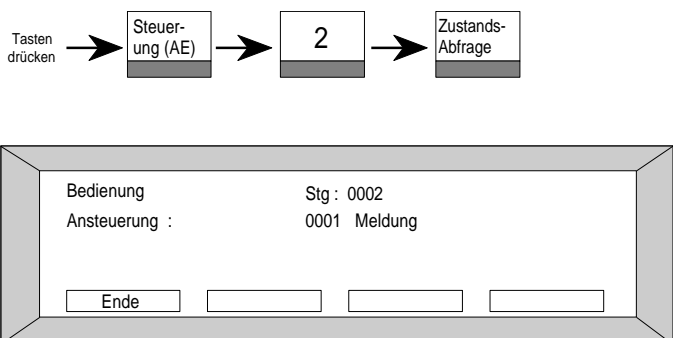 Tasten
drücken
Steuer-
ung (AE)
2
Zustands-
Abfrage
Bedienung Stg : 0002
Ansteuerung : 0001 Meldung
Ende